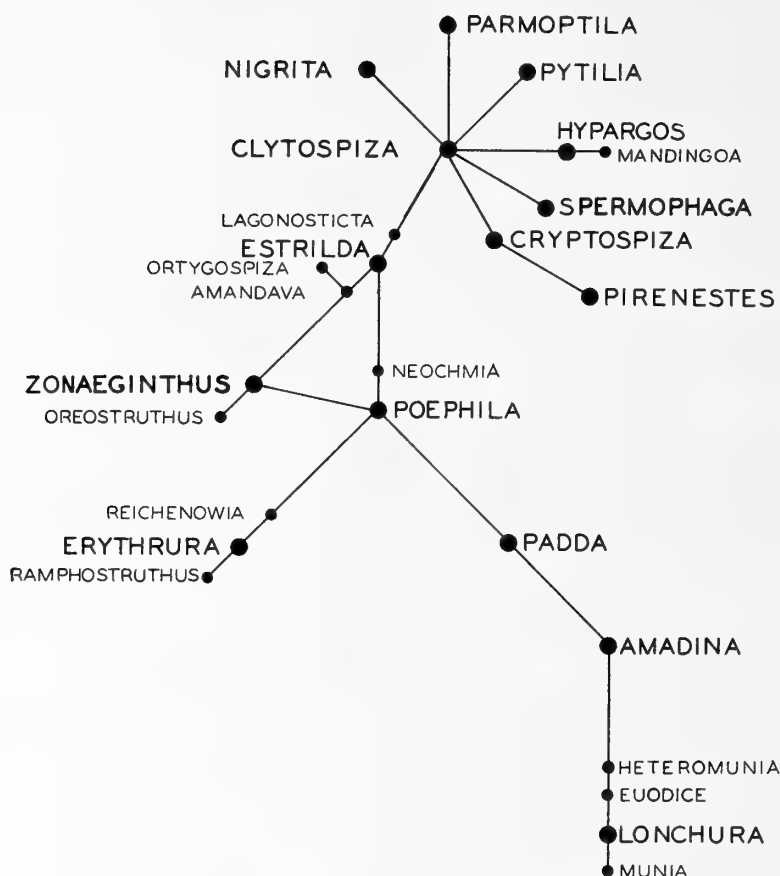 PARMOPTILA
NIGRITA
PYTILIA
HYPARGOS
CLYTOSPIZA
MANDINGOA
SPERMOPHAGA
LAGONOSTICTA
CRYPTOSPIZA
ESTRILDA
ORTYGOSPIZA
AMANDAVA
PIRENESTES
NEOCHMIA
ZONAEGINTHUS
POEPHILA
OREOSTRUTHUS
REICHENOWIA
ERYTHRURA
PADDA
RAMPHOSTRUTHUS
AMADINA
HETEROMUNIA
EUODICE
LONCHURA
MUNIA